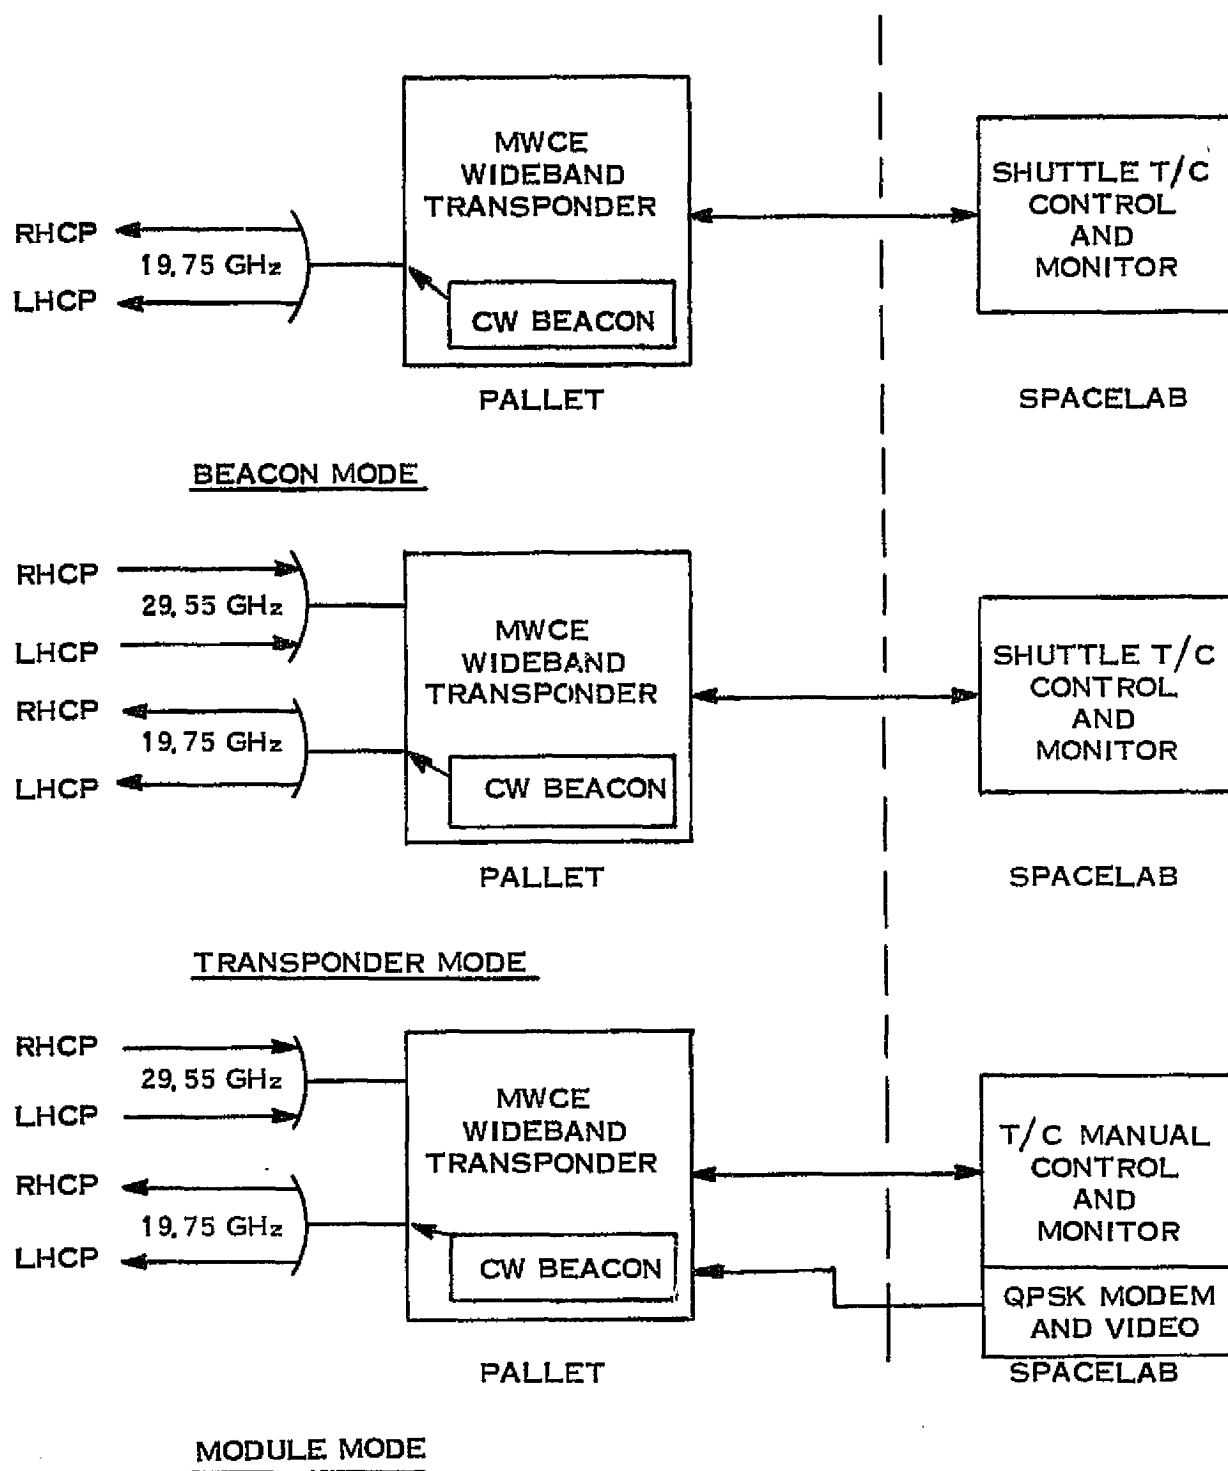 MWCE
WIDEBAND
TRANSPONDER
SHUTTLE T/C
CONTROL
AND
MONITOR
RHCP
19.75 GHz
LHCP
CW BEACON
PALLET
SPACELAB
BEACON MODE
RHCP
29.55 GHz
LHCP
RHCP
19.75 GHz
LHCP
MWCE
WIDEBAND
TRANSPONDER
CW BEACON
SHUTTLE T/C
CONTROL
AND
MONITOR
PALLET
SPACELAB
TRANSPONDER MODE
RHCP
29.55 GHz
LHCP
RHCP
19.75 GHz
LHCP
MWCE
WIDEBAND
TRANSPONDER
CW BEACON
T/C MANUAL
CONTROL
AND
MONITOR
QPSK MODEM
AND VIDEO
PALLET
SPACELAB
MODULE MODE